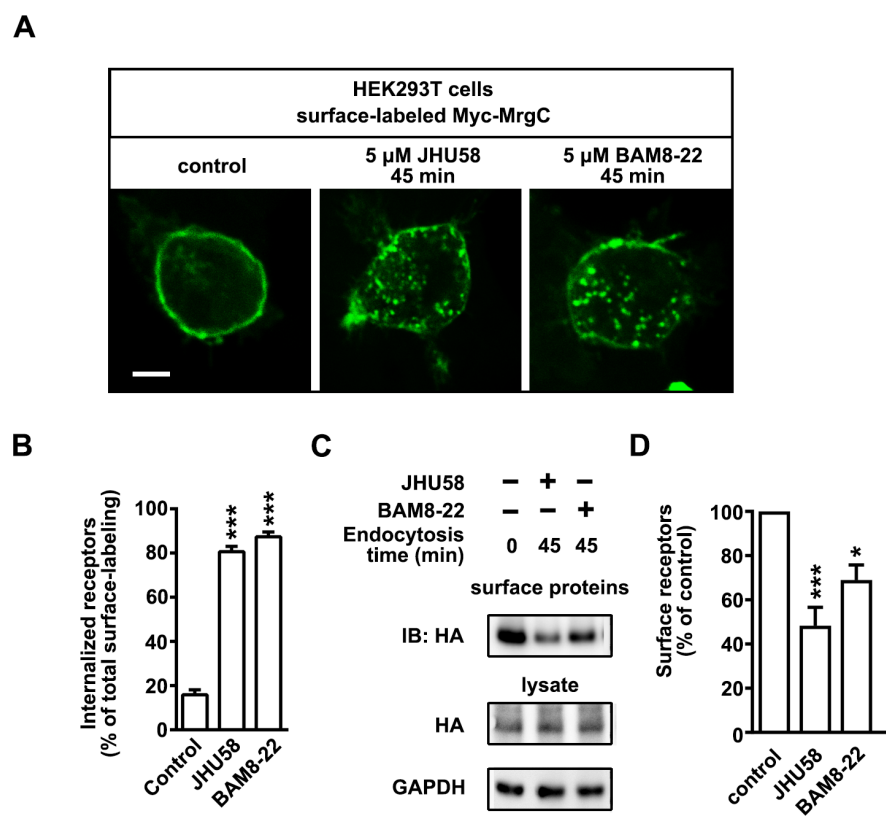 A
HEK293T cells
surface-labeled Myc-MrgC
control
5 µM JHU58
45 min
5 µM BAM8-22
45 min
B
Internalized receptors
(% of total surface-labeling)
100
80
60
40
20
0
***
***
Control
JHU58
BAM8-22
C
JHU58 – + –
BAM8-22 – – +
Endocytosis
time (min) 0 45 45
surface proteins
IB: HA
lysate
HA
GAPDH
D
Surface receptors
(% of control)
100
80
60
40
20
0
***
*
control
JHU58
BAM8-22